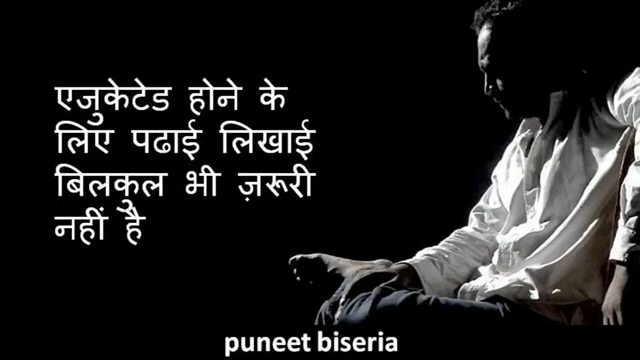 एजुकेटेड होने के
लिए पढाई लिखाई
बिलकुल भी ज़रूरी
नहीं है
puneet biseria